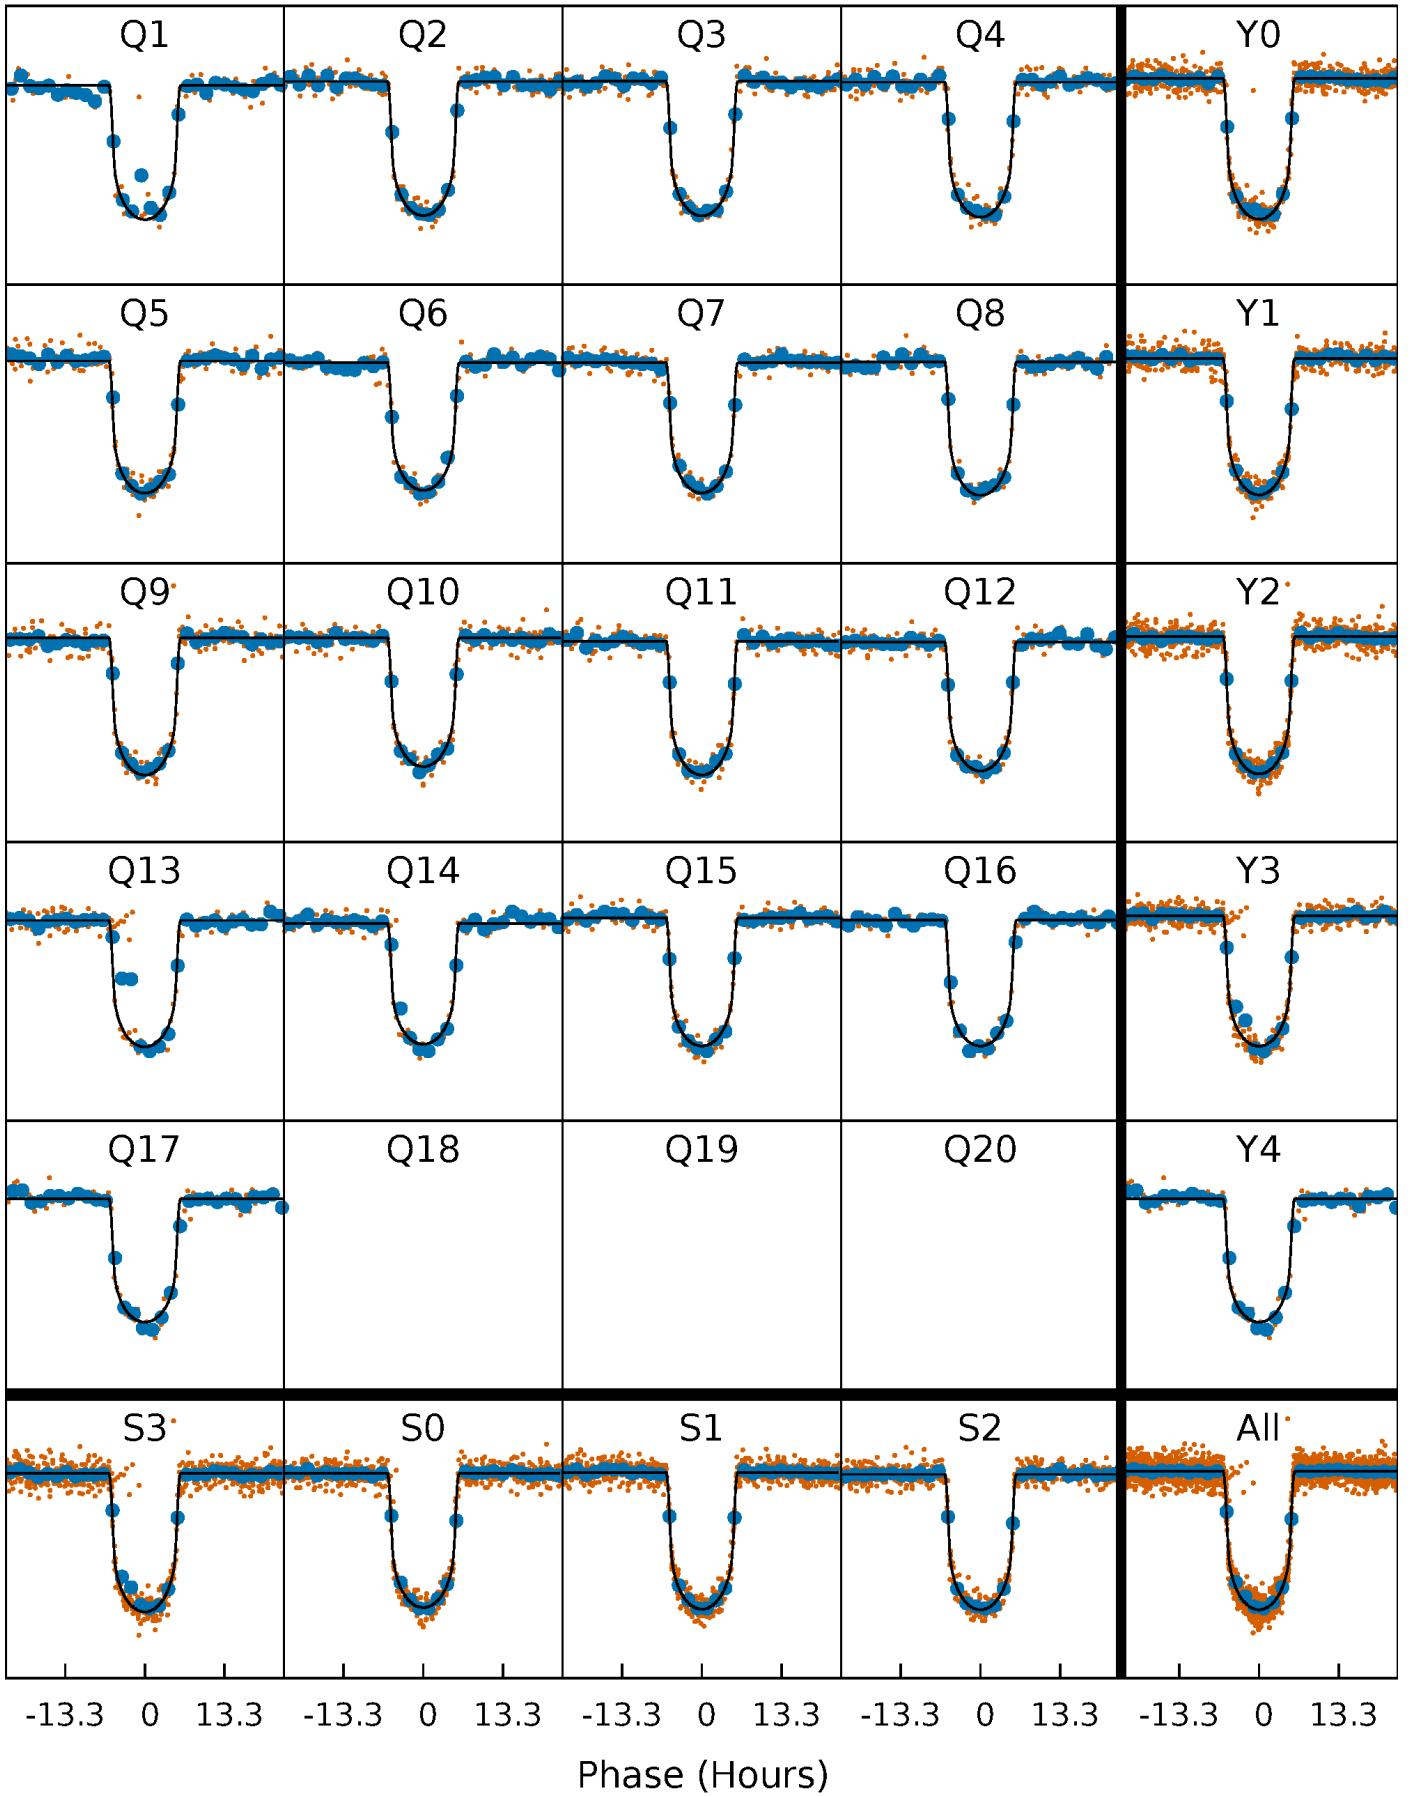 Q1 Q2 Q3 Q4 Y0
Q5 Q6 Q7 Q8 Y1
Q9 Q10 Q11 Q12 Y2
Q13 Q14 Q15 Q16 Y3
Q17 Q18 Q19 Q20 Y4
S3 S0 S1 S2 All
-13.3 0 13.3 -13.3 0 13.3 -13.3 0 13.3 -13.3 0 13.3 -13.3 0 13.3
Phase (Hours)